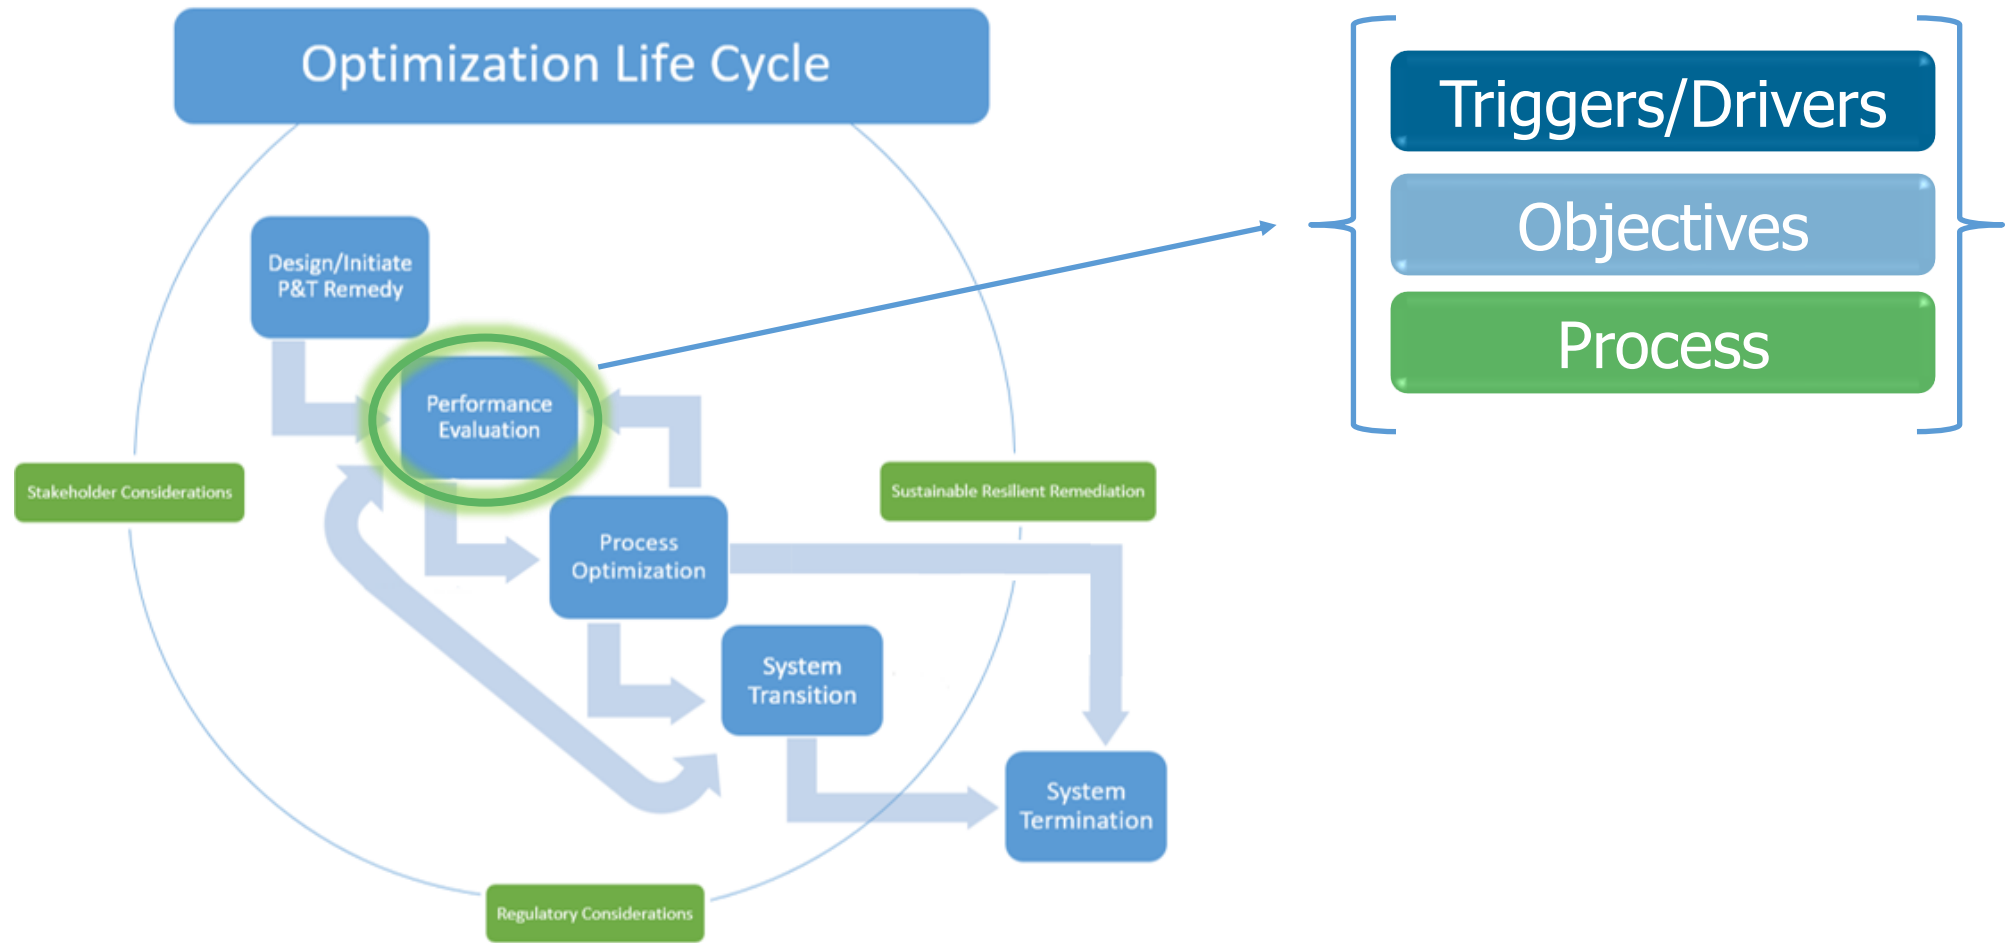 Optimization Life Cycle
Triggers/Drivers
Objectives
Process
Design/Initiate
P&T Remedy
Performance
Evaluation
Stakeholder Considerations
Sustainable Resilient Remediation
Process
Optimization
System
Transition
System
Termination
Regulatory Considerations